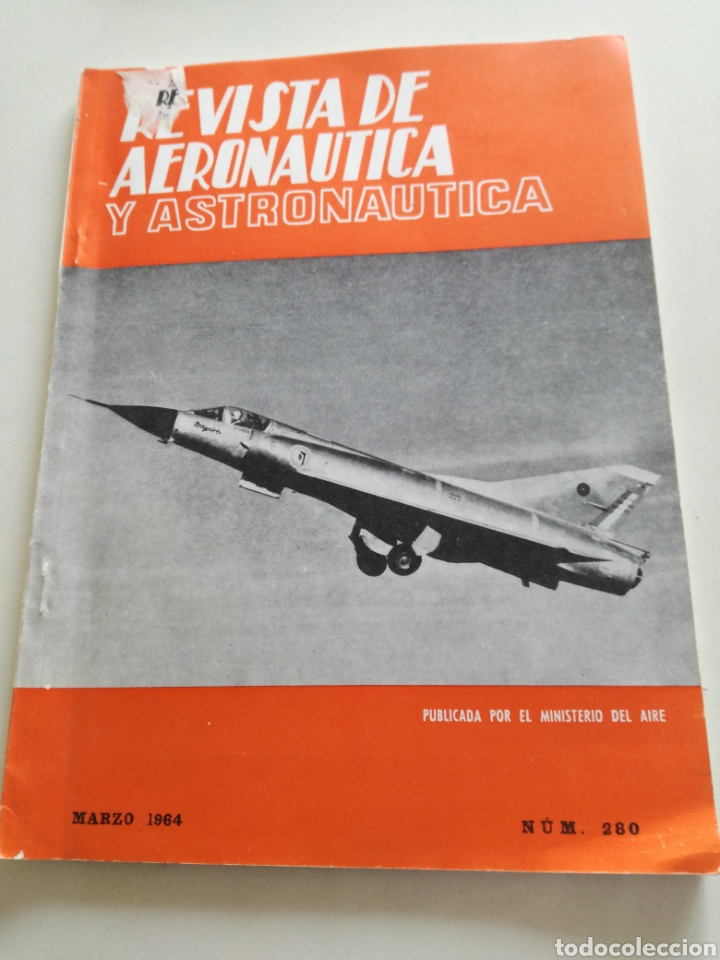 REVISTA DE
AERONAUTICA
Y ASTRONAUTICA
PUBLICADA POR EL MINISTERIO DEL AIRE
MARZO 1964
NÚM. 280
todocoleccion